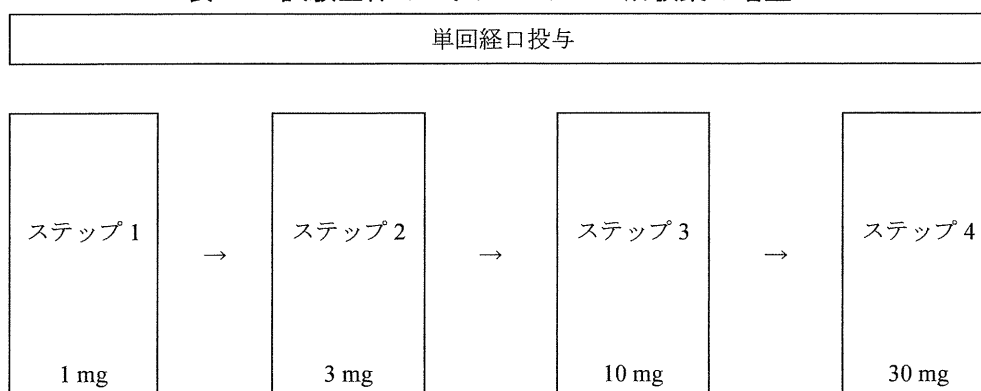 単回経口投与
ステップ 1
→
ステップ 2
→
ステップ 3
→
ステップ 4
1 mg
3 mg
10 mg
30 mg